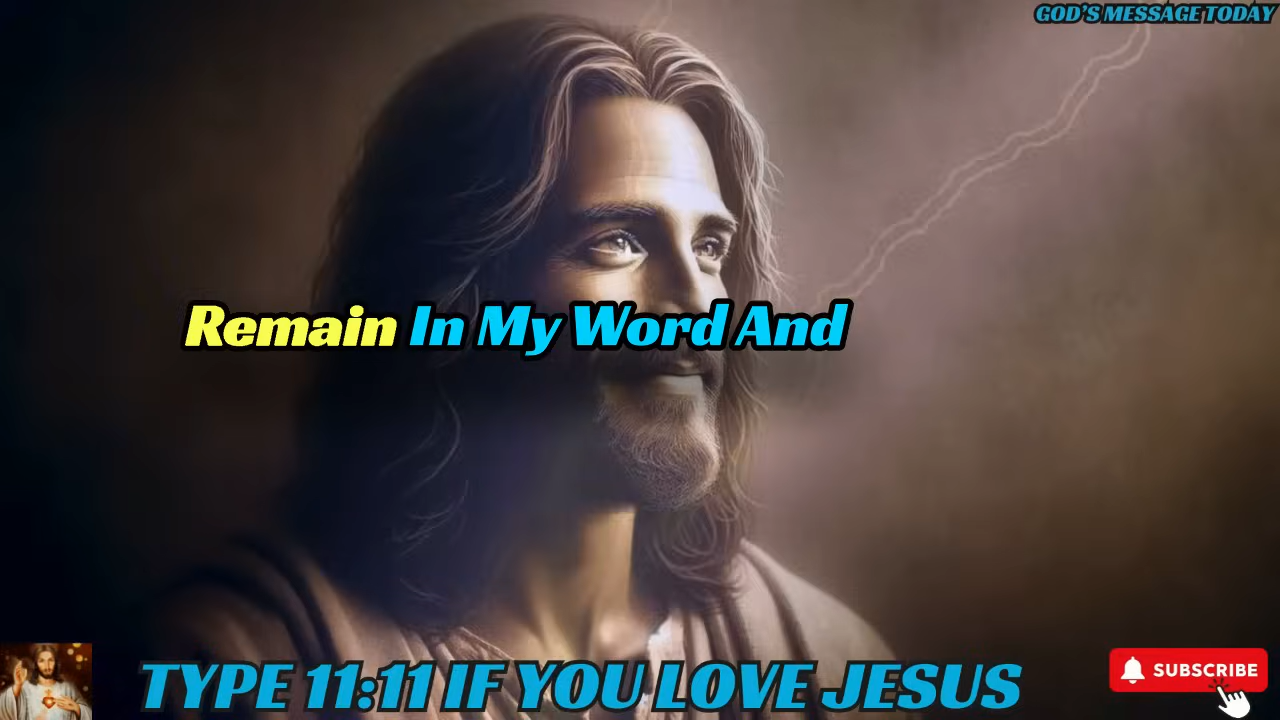 GOD'S MESSAGE TODAY
Remain In My Word And
TYPE 11:11 IF YOU LOVE JESUS
SUBSCRIBE